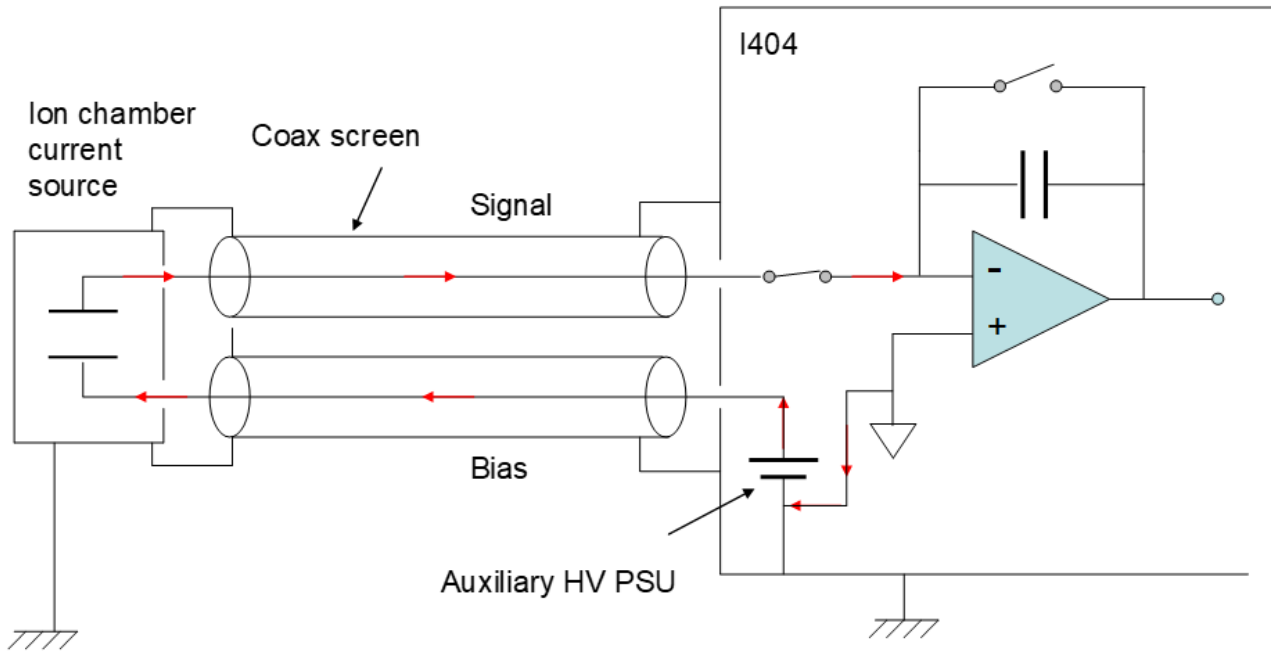 I404
Ion chamber
current
source
Coax screen
Signal
-
+
Bias
Auxiliary HV PSU